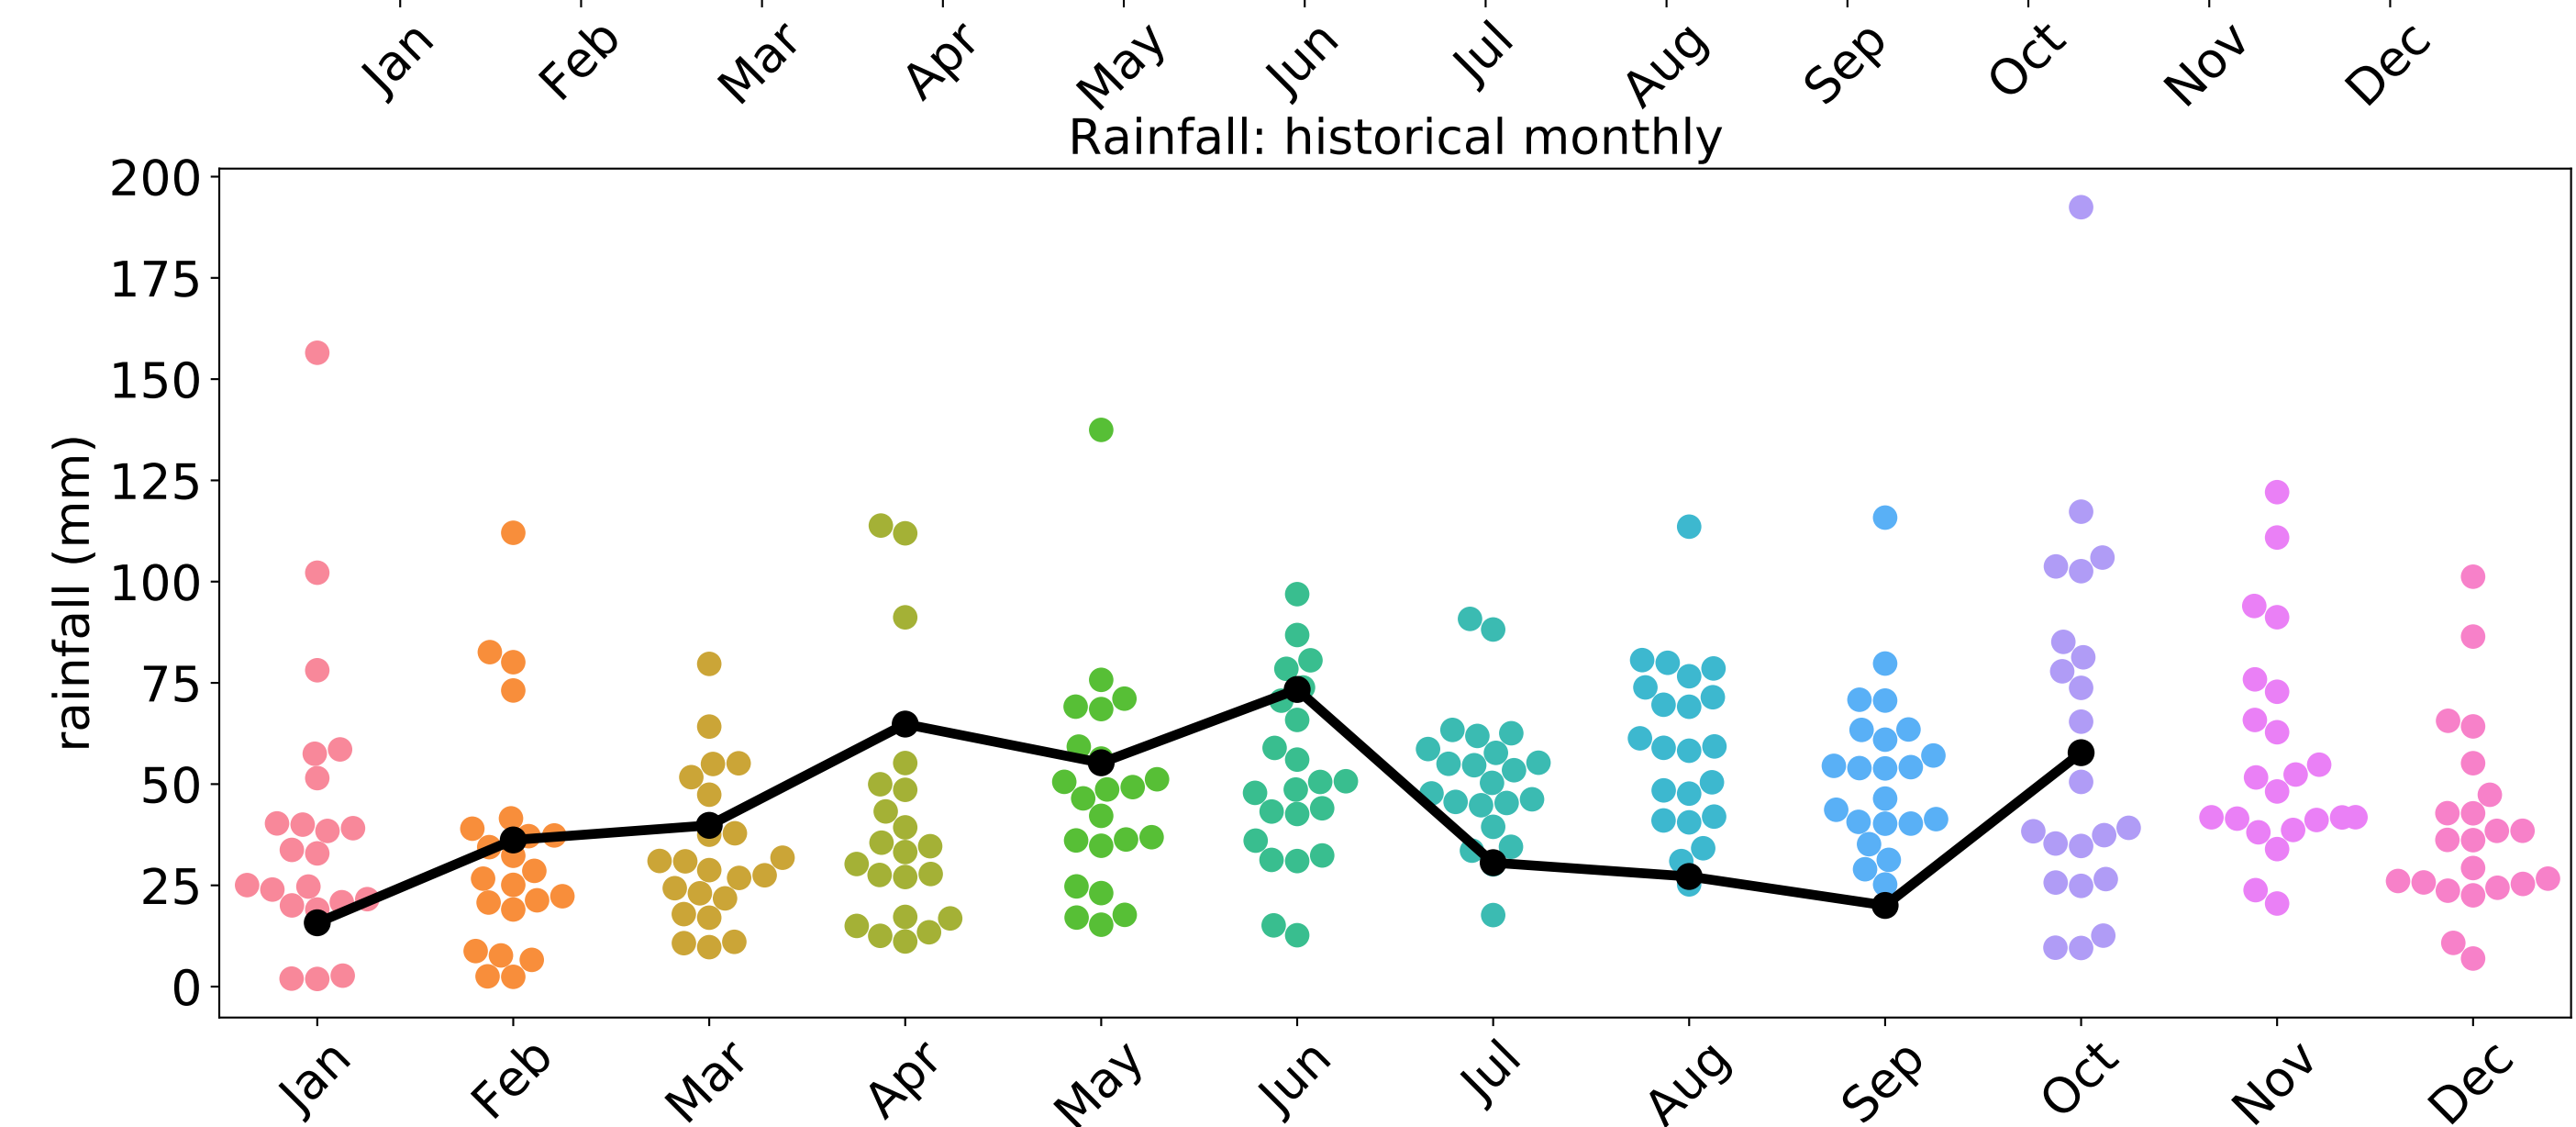 Jan Feb Mar Apr May Jun Jul Aug Sep Oct Nov Dec
Rainfall: historical monthly
rainfall (mm)
200
175
150
125
100
75
50
25
0
Jan Feb Mar Apr May Jun Jul Aug Sep Oct Nov Dec